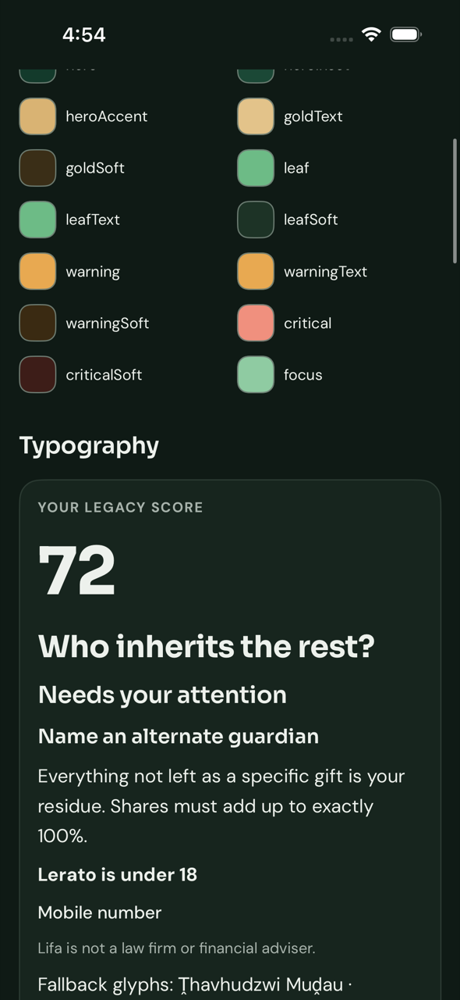 4:54
heroAccent
goldText
goldSoft
leaf
leafText
leafSoft
warning
warningText
warningSoft
critical
criticalSoft
focus
Typography
YOUR LEGACY SCORE
72
Who inherits the rest?
Needs your attention
Name an alternate guardian
Everything not left as a specific gift is your
residue. Shares must add up to exactly
100%.
Lerato is under 18
Mobile number
Lifa is not a law firm or financial adviser.
Fallback glyphs: Ṱhavhudzwi Muḓau ·